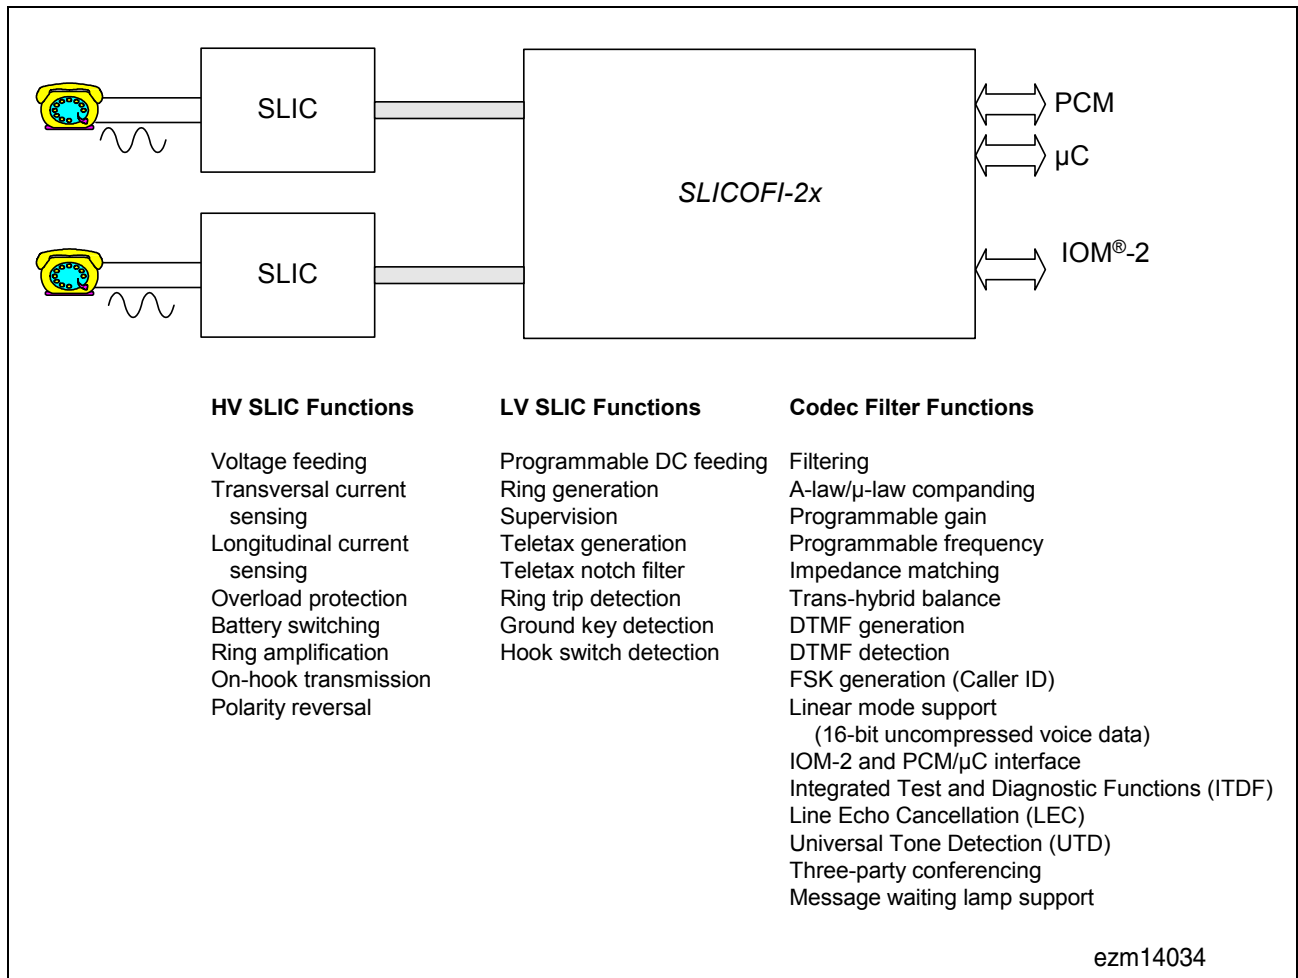 SLIC
PCM
µC
SLICOFI-2x
IOM®-2
SLIC
HV SLIC Functions
Voltage feeding
Transversal current
sensing
Longitudinal current
sensing
Overload protection
Battery switching
Ring amplification
On-hook transmission
Polarity reversal
LV SLIC Functions
Programmable DC feeding
Ring generation
Supervision
Teletax generation
Teletax notch filter
Ring trip detection
Ground key detection
Hook switch detection
Codec Filter Functions
Filtering
A-law/µ-law companding
Programmable gain
Programmable frequency
Impedance matching
Trans-hybrid balance
DTMF generation
DTMF detection
FSK generation (Caller ID)
Linear mode support
(16-bit uncompressed voice data)
IOM-2 and PCM/µC interface
Integrated Test and Diagnostic Functions (ITDF)
Line Echo Cancellation (LEC)
Universal Tone Detection (UTD)
Three-party conferencing
Message waiting lamp support
ezm14034